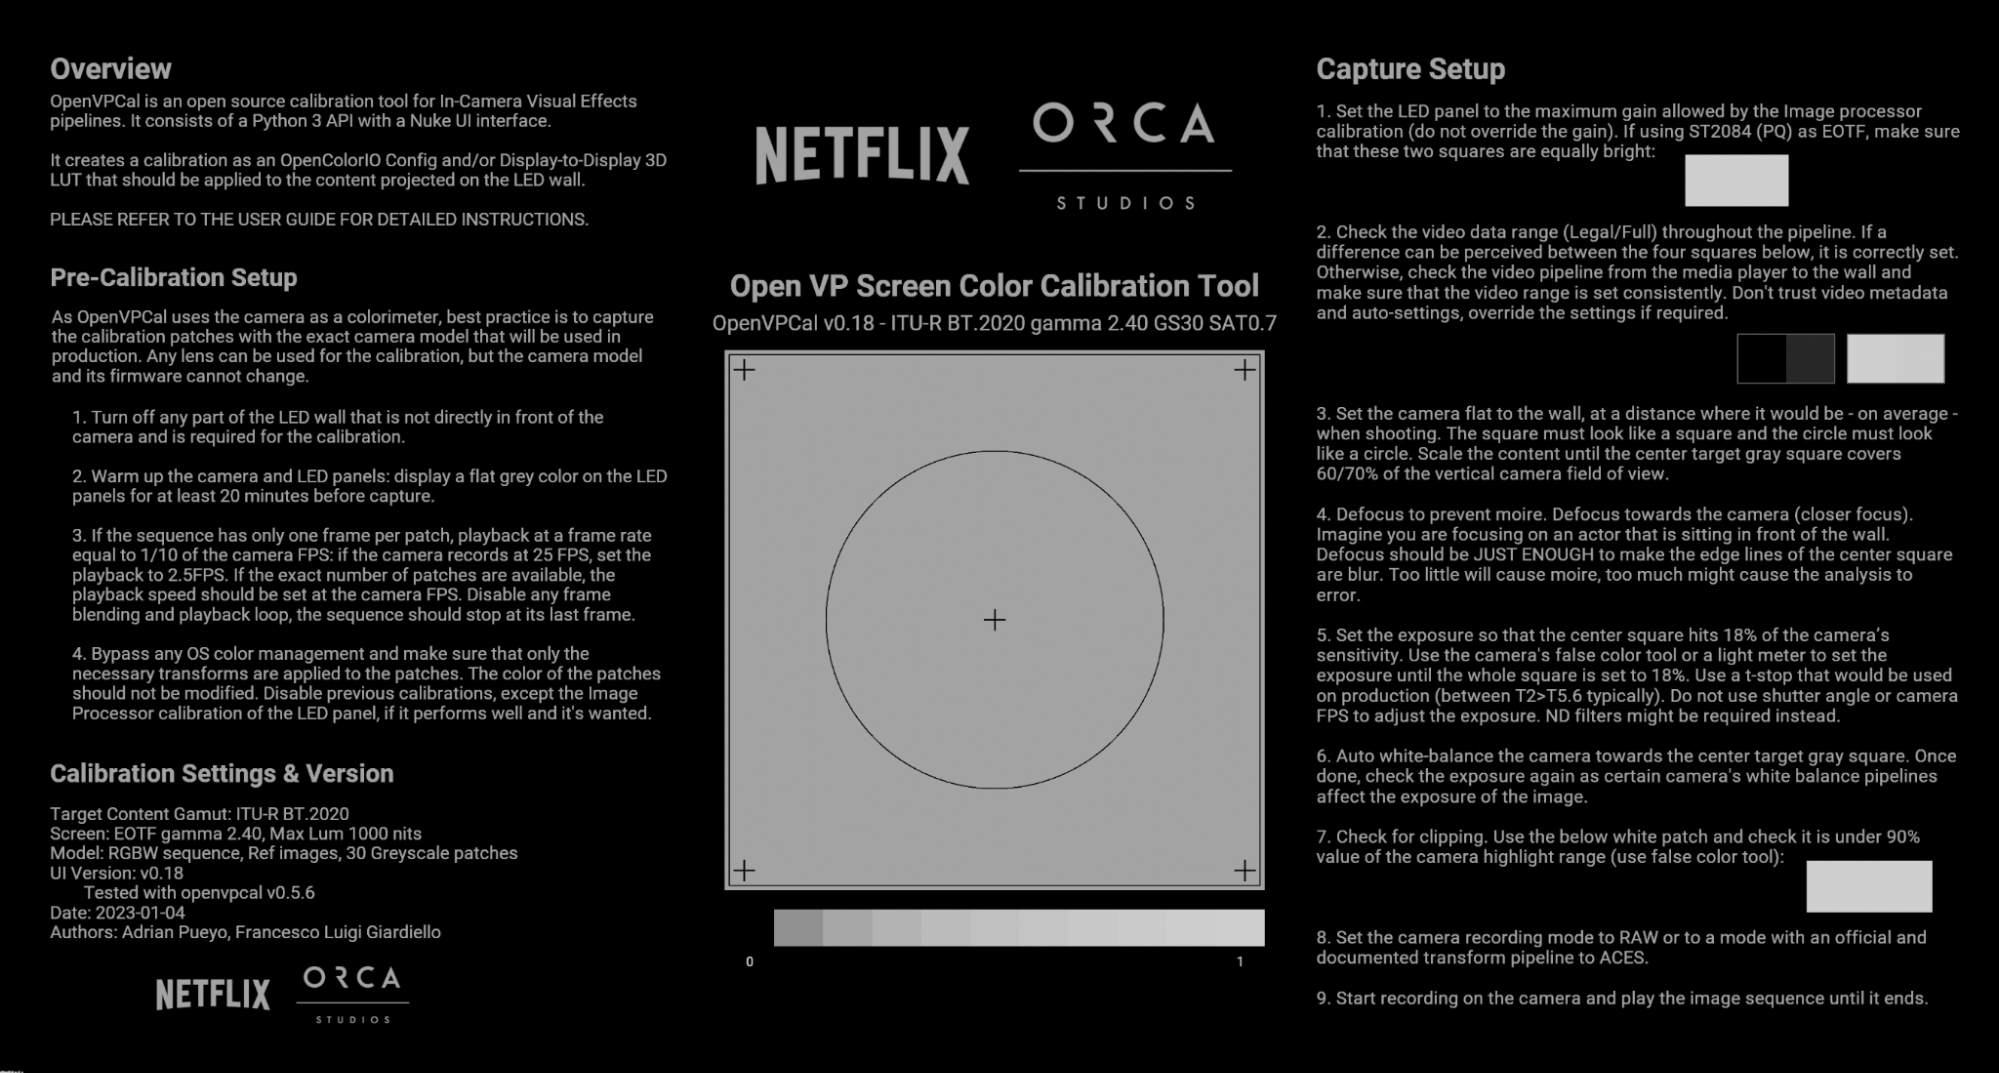 Overview
OpenVPCal is an open source calibration tool for In-Camera Visual Effects
pipelines. It consists of a Python 3 API with a Nuke UI interface.
It creates a calibration as an OpenColorIO Config and/or Display-to-Display 3D
LUT that should be applied to the content projected on the LED wall.
PLEASE REFER TO THE USER GUIDE FOR DETAILED INSTRUCTIONS.
Pre-Calibration Setup
As OpenVPCal uses the camera as a colorimeter, best practice is to capture
the calibration patches with the exact camera model that will be used in
production. Any lens can be used for the calibration, but the camera model
and its firmware cannot change.
1. Turn off any part of the LED wall that is not directly in front of the
camera and is required for the calibration.
2. Warm up the camera and LED panels: display a flat grey color on the LED
panels for at least 20 minutes before capture.
3. If the sequence has only one frame per patch, playback at a frame rate
equal to 1/10 of the camera FPS: if the camera records at 25 FPS, set the
playback to 2.5FPS. If the exact number of patches are available, the
playback speed should be set at the camera FPS. Disable any frame
blending and playback loop, the sequence should stop at its last frame.
4. Bypass any OS color management and make sure that only the
necessary transforms are applied to the patches. The color of the patches
should not be modified. Disable previous calibrations, except the Image
Processor calibration of the LED panel, if it performs well and it's wanted.
Calibration Settings & Version
Target Content Gamut: ITU-R BT.2020
Screen: EOTF gamma 2.40, Max Lum 1000 nits
Model: RGBW sequence, Ref images, 30 Greyscale patches
UI Version: v0.18
Tested with openvpcal v0.5.6
Date: 2023-01-04
Authors: Adrian Pueyo, Francesco Luigi Giardiello
NETFLIX
ORCA
STUDIOS
NETFLIX
ORCA
STUDIOS
Open VP Screen Color Calibration Tool
OpenVPCal v0.18 - ITU-R BT.2020 gamma 2.40 GS30 SAT0.7
0 1
Capture Setup
1. Set the LED panel to the maximum gain allowed by the Image processor
calibration (do not override the gain). If using ST2084 (PQ) as EOTF, make sure
that these two squares are equally bright:
2. Check the video data range (Legal/Full) throughout the pipeline. If a
difference can be perceived between the four squares below, it is correctly set.
Otherwise, check the video pipeline from the media player to the wall and
make sure that the video range is set consistently. Don't trust video metadata
and auto-settings, override the settings if required.
3. Set the camera flat to the wall, at a distance where it would be - on average -
when shooting. The square must look like a square and the circle must look
like a circle. Scale the content until the center target gray square covers
60/70% of the vertical camera field of view.
4. Defocus to prevent moire. Defocus towards the camera (closer focus).
Imagine you are focusing on an actor that is sitting in front of the wall.
Defocus should be JUST ENOUGH to make the edge lines of the center square
are blur. Too little will cause moire, too much might cause the analysis to
error.
5. Set the exposure so that the center square hits 18% of the camera's
sensitivity. Use the camera's false color tool or a light meter to set the
exposure until the whole square is set to 18%. Use a t-stop that would be used
on production (between T2>T5.6 typically). Do not use shutter angle or camera
FPS to adjust the exposure. ND filters might be required instead.
6. Auto white-balance the camera towards the center target gray square. Once
done, check the exposure again as certain camera's white balance pipelines
affect the exposure of the image.
7. Check for clipping. Use the below white patch and check it is under 90%
value of the camera highlight range (use false color tool):
8. Set the camera recording mode to RAW or to a mode with an official and
documented transform pipeline to ACES.
9. Start recording on the camera and play the image sequence until it ends.